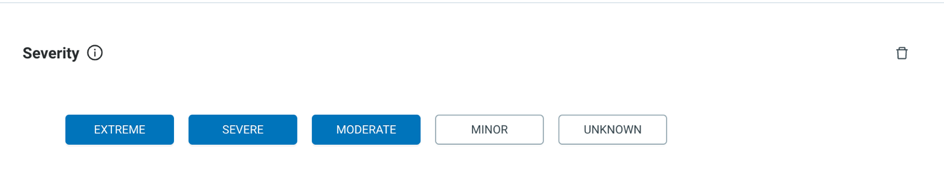 Severity
EXTREME SEVERE MODERATE MINOR UNKNOWN